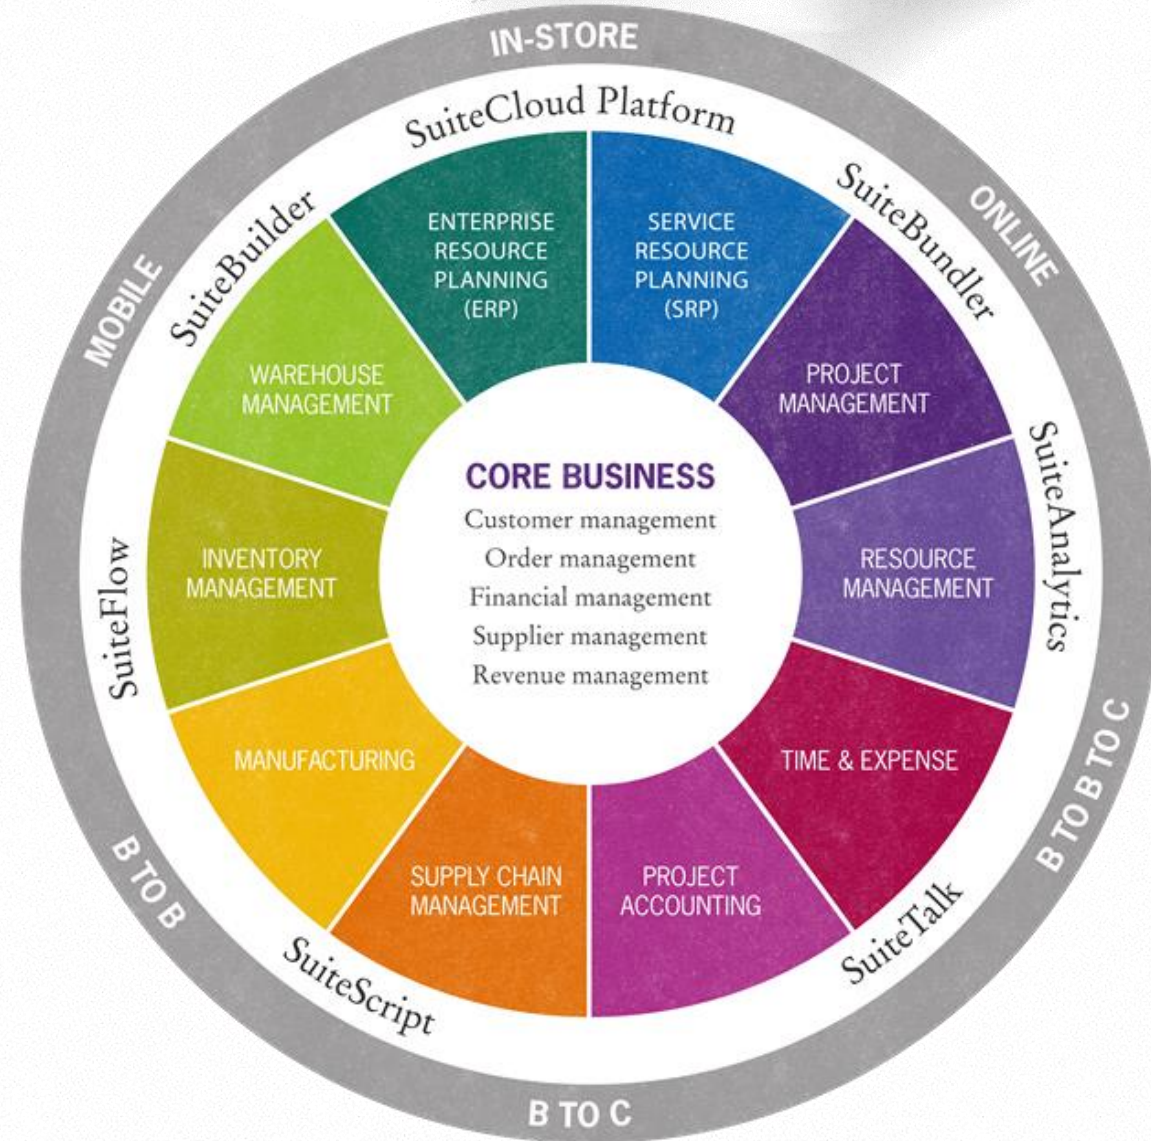 IN-STORE
SuiteCloud Platform
SuiteBundler
ONLINE
SuiteBuilder
MOBILE
ENTERPRISE
RESOURCE
PLANNING
(ERP)
SERVICE
RESOURCE
PLANNING
(SRP)
WAREHOUSE
MANAGEMENT
PROJECT
MANAGEMENT
CORE BUSINESS
Customer management
Order management
Financial management
Supplier management
Revenue management
SuiteFlow
INVENTORY
MANAGEMENT
RESOURCE
MANAGEMENT
SuiteAnalytics
MANUFACTURING
TIME & EXPENSE
B TO B TO C
B TO B
SUPPLY CHAIN
MANAGEMENT
PROJECT
ACCOUNTING
SuiteTalk
SuiteScript
B TO C